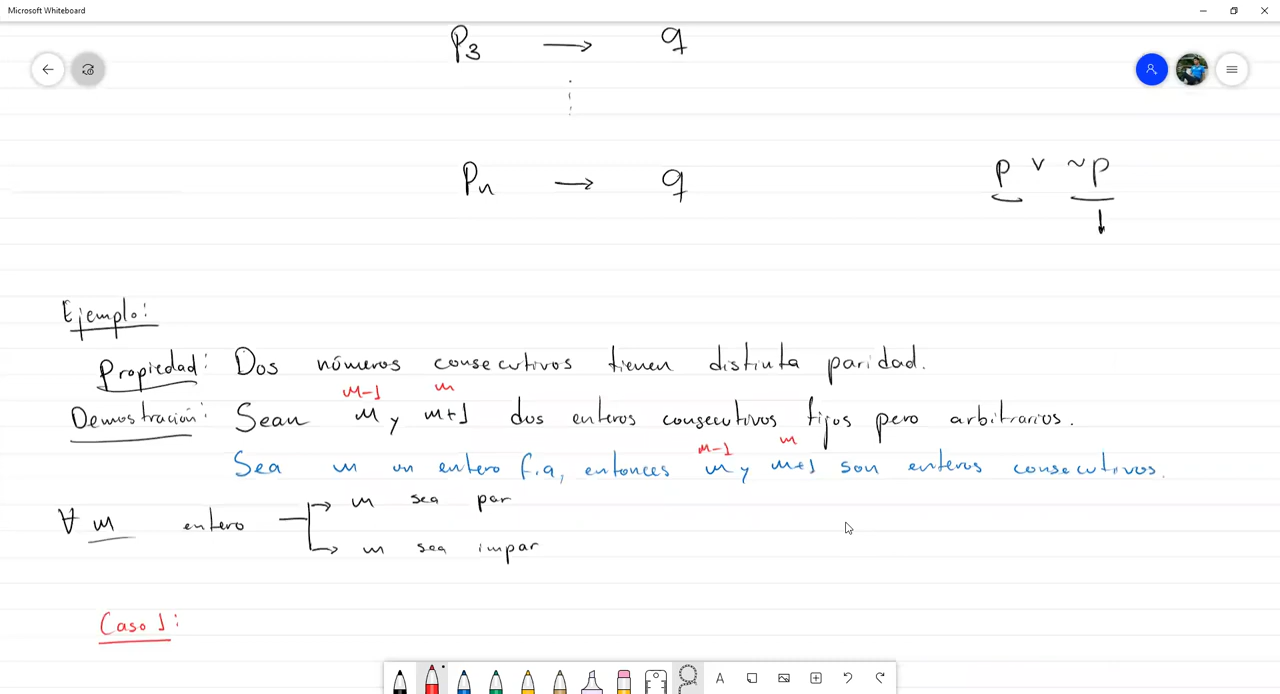 Microsoft Whiteboard
P3 → q
Pn → q
p v ~p
Ejemplo:
Propiedad: Dos números consecutivos tienen distinta paridad.
m-1 m
Demostración: Sean m y m+1 dos enteros consecutivos fijos pero arbitrarios.
m-1 m
Sea m un entero f.a, entonces m y m+1 son enteros consecutivos.
∀ m entero → m sea par
→ m sea impar
Caso 1:
A